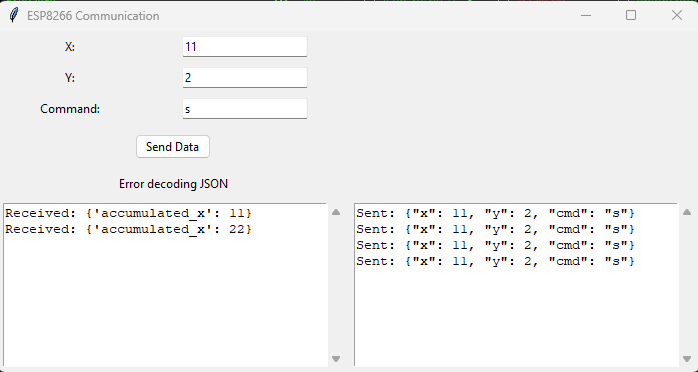 ESP8266 Communication
X: 11
Y: 2
Command: s
Send Data
Error decoding JSON
Received: {'accumulated_x': 11}
Received: {'accumulated_x': 22}
Sent: {"x": 11, "y": 2, "cmd": "s"}
Sent: {"x": 11, "y": 2, "cmd": "s"}
Sent: {"x": 11, "y": 2, "cmd": "s"}
Sent: {"x": 11, "y": 2, "cmd": "s"}